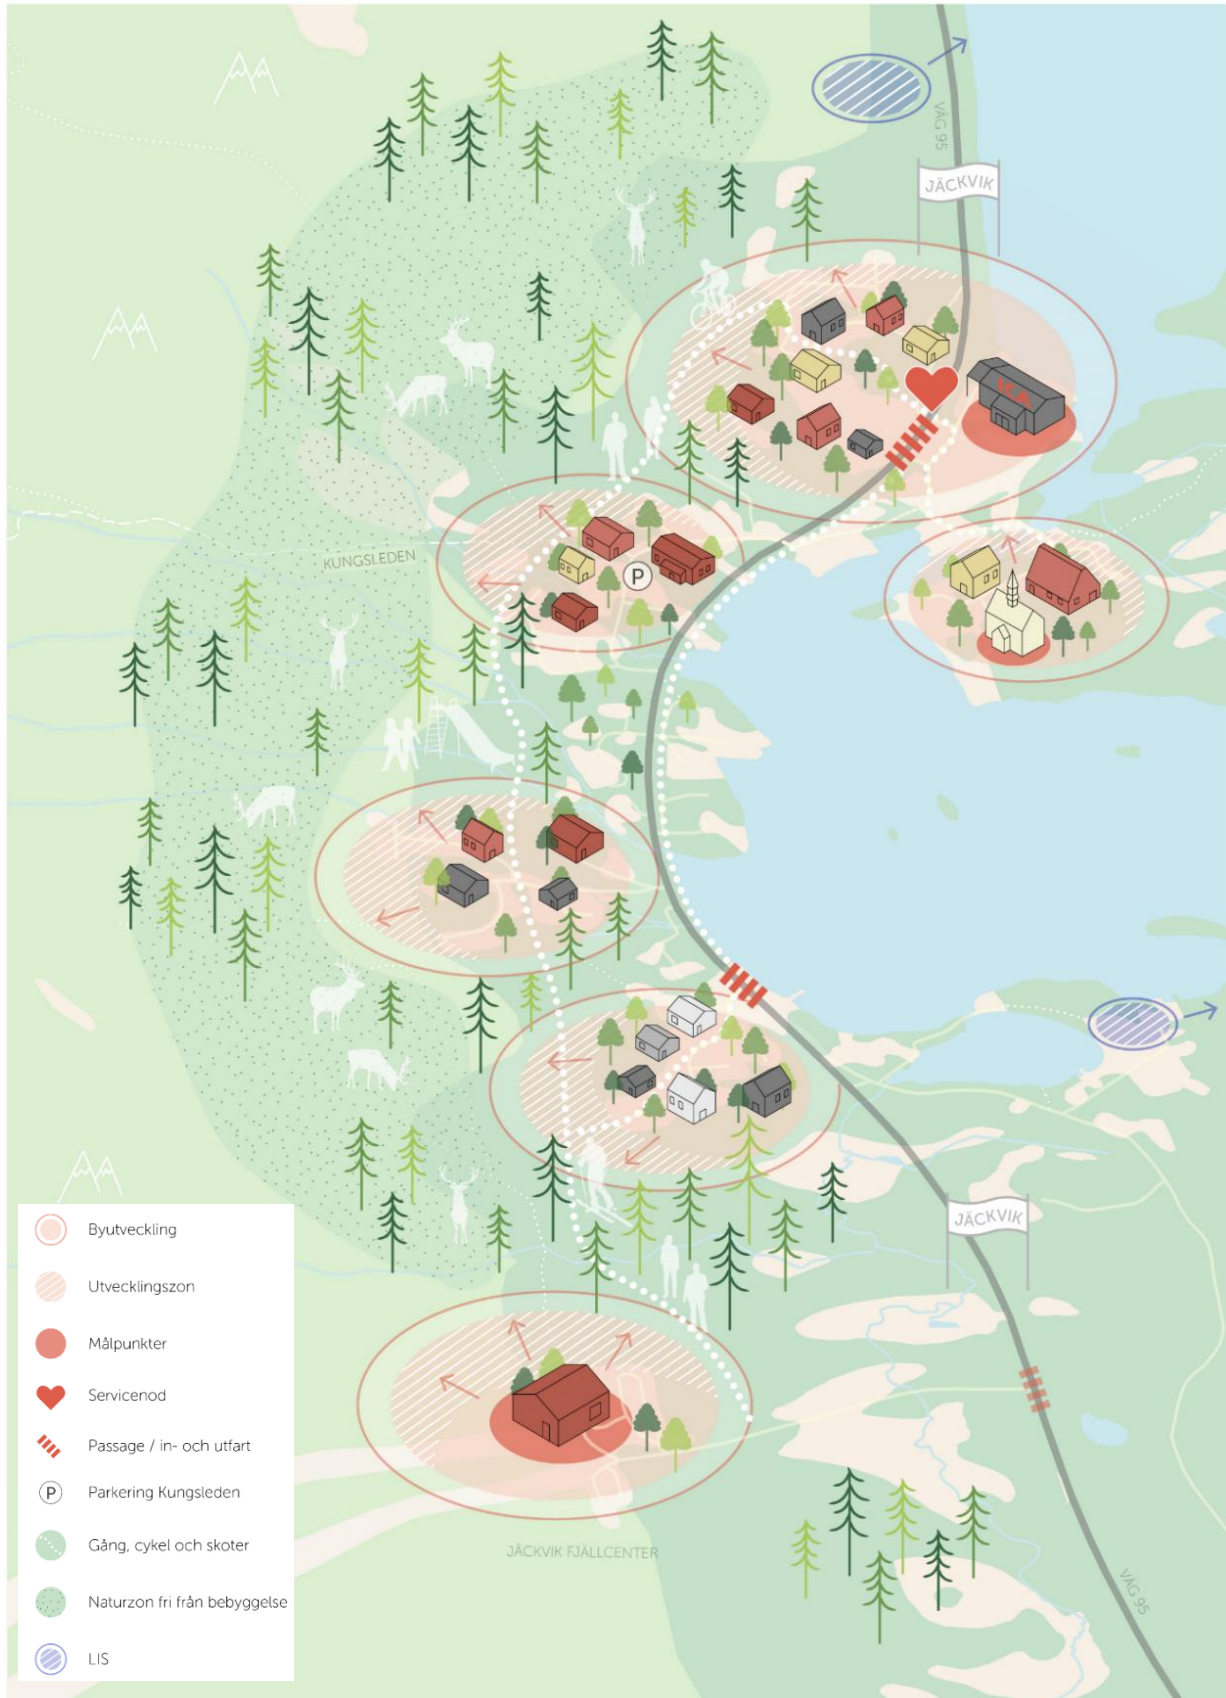 VÄG 95
JÄCKVIK
ICA
KUNGSLEDEN
P
JÄCKVIK
Byutveckling
Utvecklingszon
Målpunkter
Servicenod
Passage / in- och utfart
P Parkering Kungsleden
Gång, cykel och skoter
Naturzon fri från bebyggelse
LIS
JÄCKVIK FJÄLLCENTER
VÄG 95